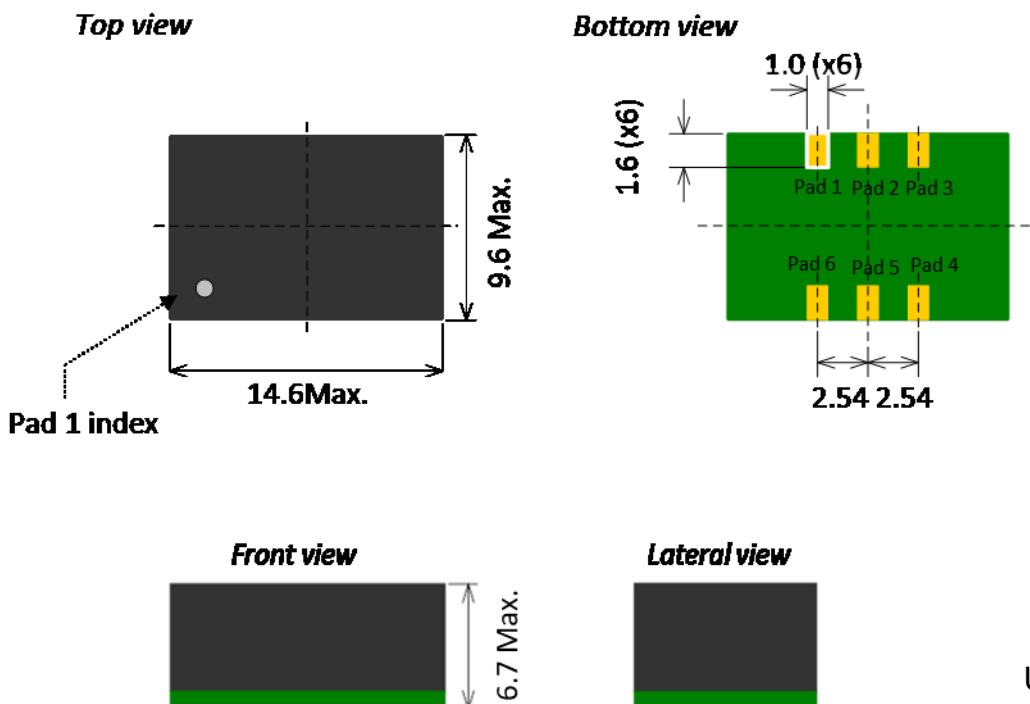 Top view
Bottom view
1.0 (x6)
1.6 (x6)
Pad 1 Pad 2 Pad 3
9.6 Max.
Pad 6 Pad 5 Pad 4
14.6Max.
2.54 2.54
Pad 1 index
Front view
Lateral view
6.7 Max.
U